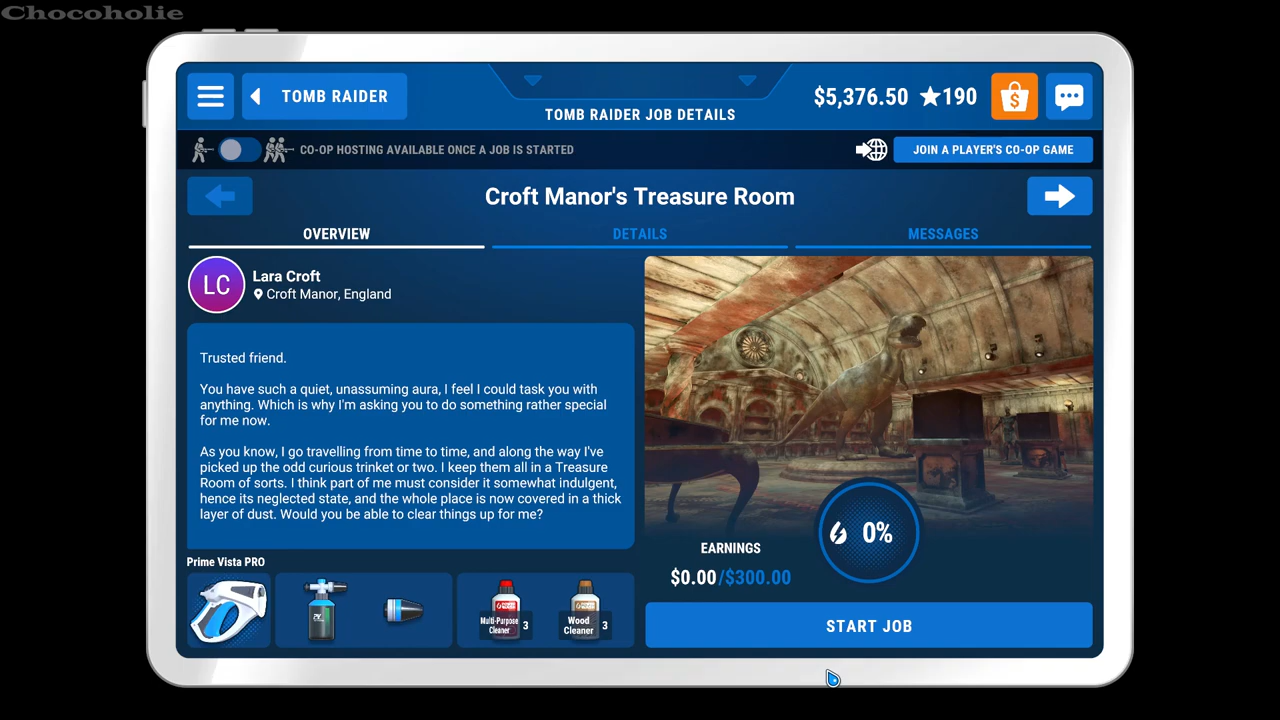 Chocoholie
TOMB RAIDER
TOMB RAIDER JOB DETAILS
$5,376.50 ★190
CO-OP HOSTING AVAILABLE ONCE A JOB IS STARTED
JOIN A PLAYER'S CO-OP GAME
Croft Manor's Treasure Room
OVERVIEW
DETAILS
MESSAGES
LC
Lara Croft
Croft Manor, England
Trusted friend.
You have such a quiet, unassuming aura, I feel I could task you with
anything. Which is why I'm asking you to do something rather special
for me now.
As you know, I go travelling from time to time, and along the way I've
picked up the odd curious trinket or two. I keep them all in a Treasure
Room of sorts. I think part of me must consider it somewhat indulgent,
hence its neglected state, and the whole place is now covered in a thick
layer of dust. Would you be able to clear things up for me?
Prime Vista PRO
Multi-Purpose
Cleaner 3
Wood
Cleaner 3
EARNINGS
$0.00/$300.00
0%
START JOB